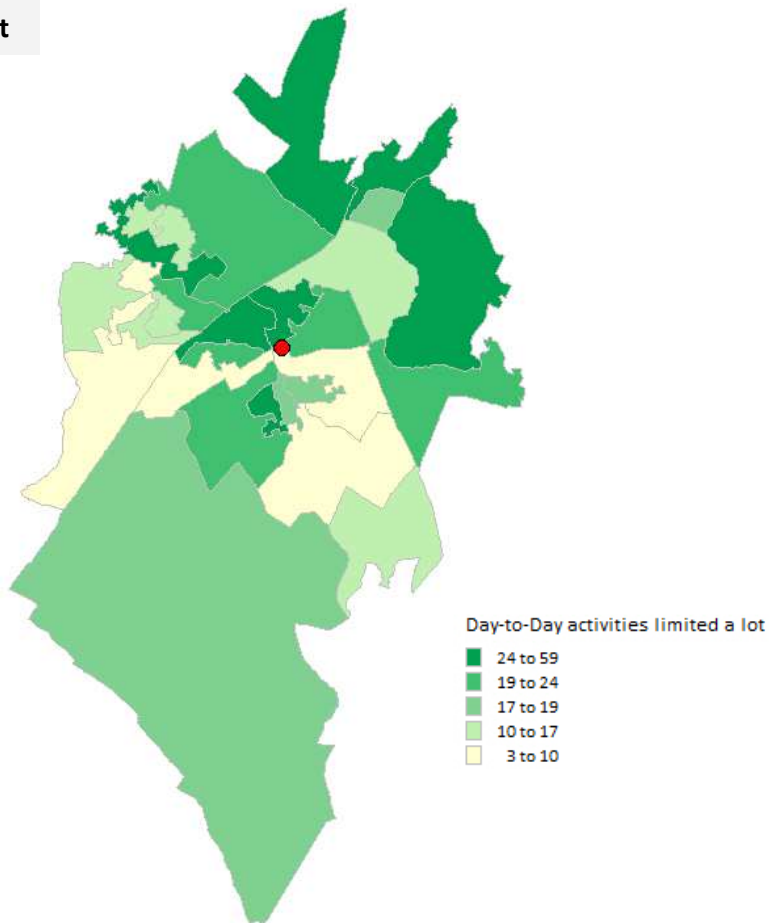 t
Day-to-Day activities limited a lot
24 to 59
19 to 24
17 to 19
10 to 17
3 to 10